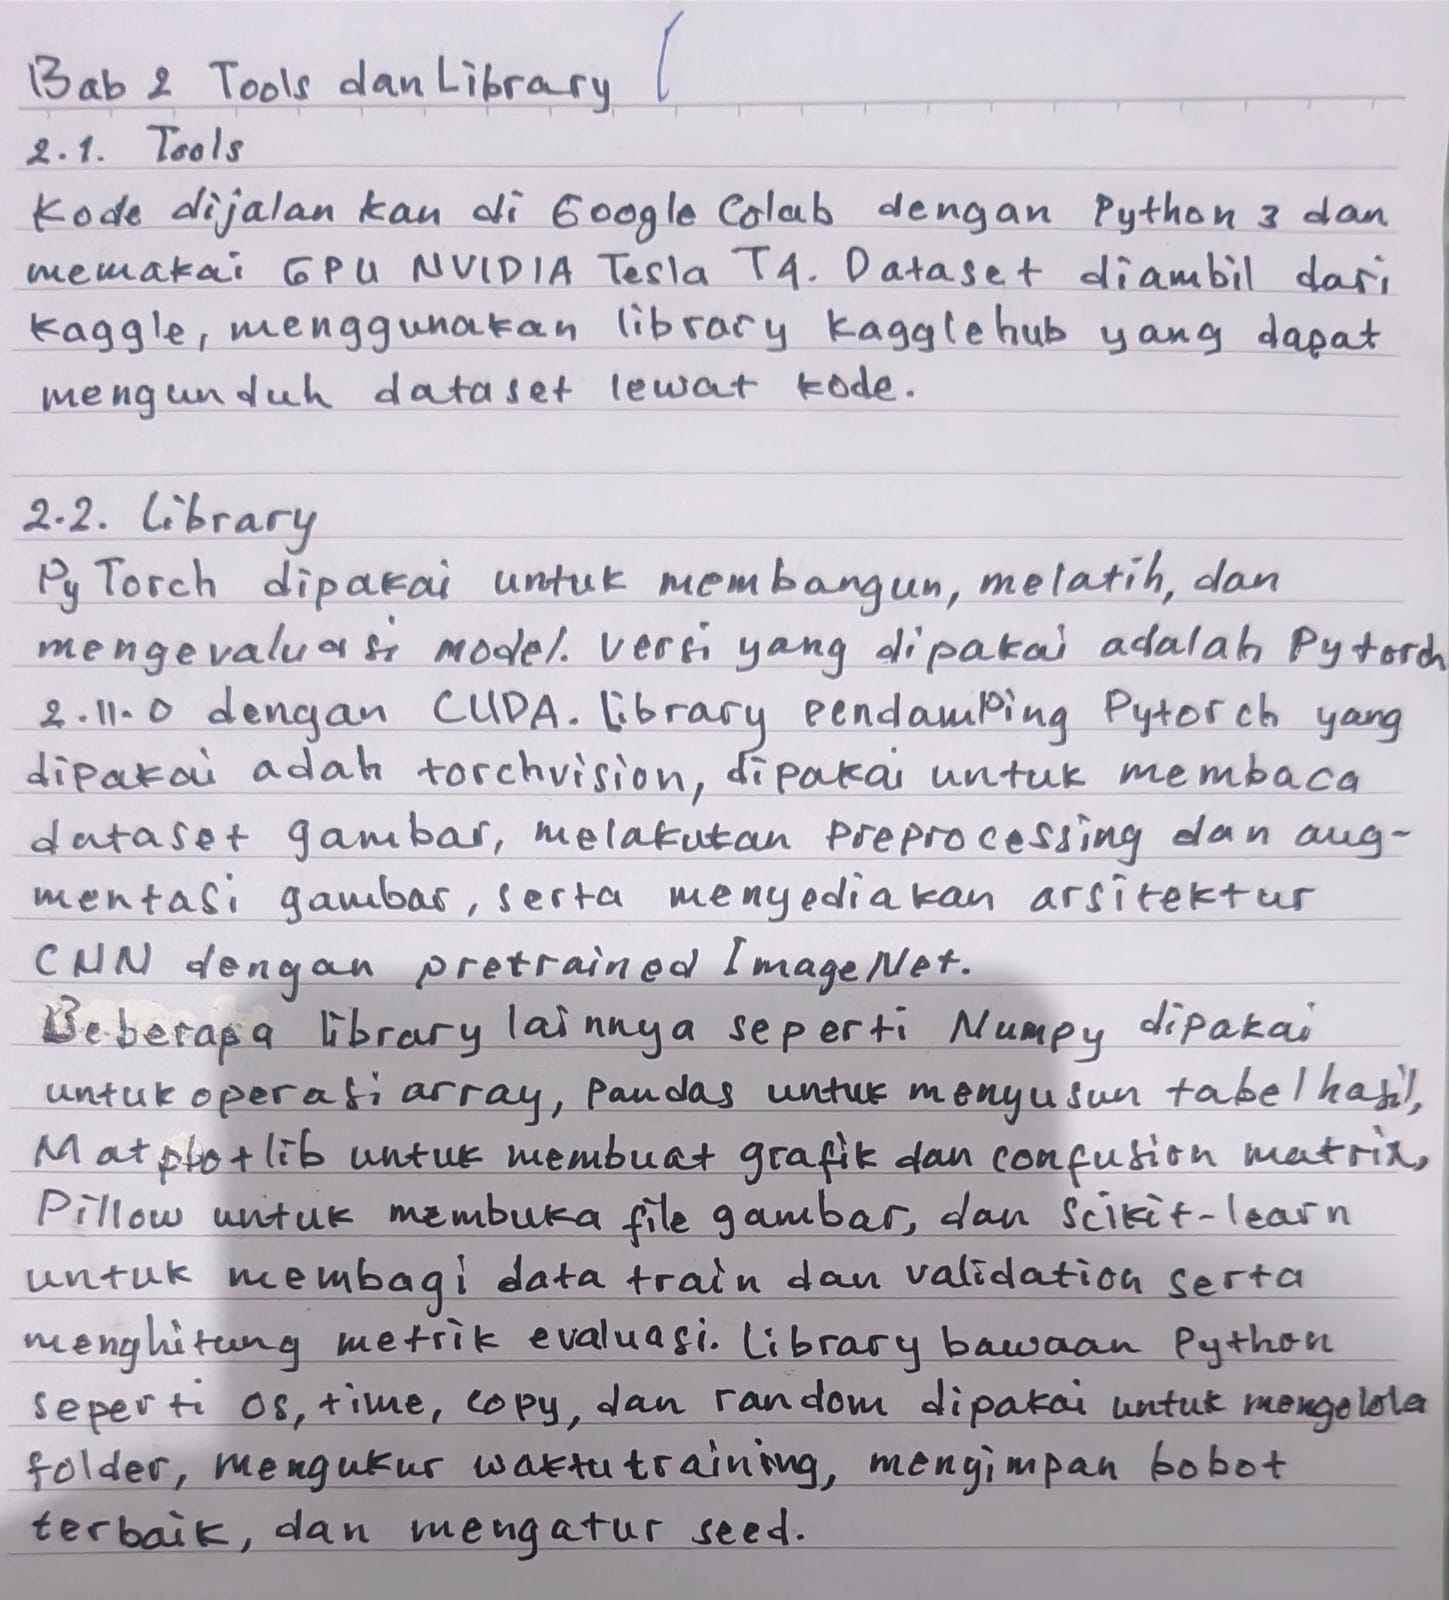 Bab 2 Tools dan Library
2.1. Tools
Kode dijalan kan di Google Colab dengan Python 3 dan
memakai GPU NVIDIA Tesla T4. Dataset diambil dari
Kaggle, menggunakan library kagglehub yang dapat
mengunduh dataset lewat kode.
2.2. Library
PyTorch dipakai untuk membangun, melatih, dan
mengevaluasi model. Versi yang dipakai adalah Pytorch
2.11.0 dengan CUDA. Library pendamping Pytorch yang
dipakai adah torchvision, dipakai untuk membaca
dataset gambar, melakukan preprocessing dan aug-
mentasi gambar, serta menyediakan arsitektur
CNN dengan pretrained ImageNet.
Beberapa library lainnya seperti Numpy dipakai
untuk operasi array, Pandas untuk menyusun tabel hasil,
Matplotlib untuk membuat grafik dan confusion matrix,
Pillow untuk membuka file gambar, dan Scikit-learn
untuk membagi data train dan validation serta
menghitung metrik evaluasi. Library bawaan Python
seperti os, time, copy, dan random dipakai untuk mengelola
folder, mengukur waktu training, mengimpan bobot
terbaik, dan mengatur seed.